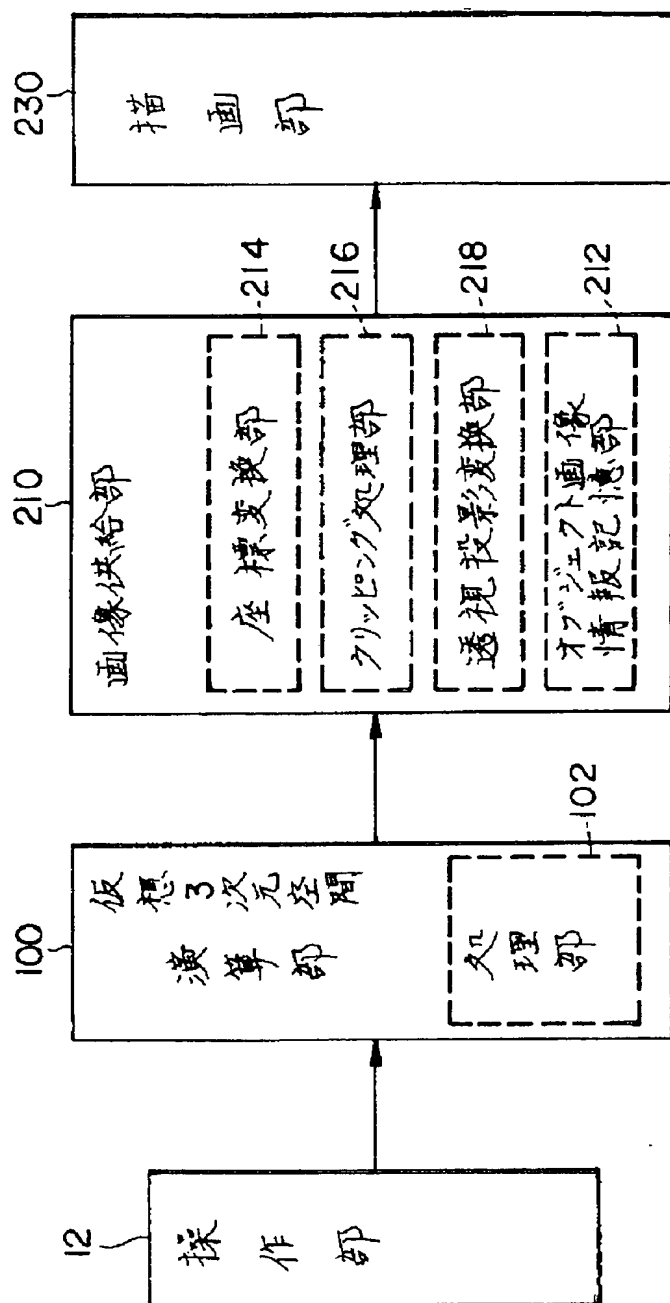 12
操作部
100
仮想3次元空間
演算部
102
処理部
210
画像供給部
214
座標変換部
216
クリッピング処理部
218
透視投影変換部
212
オブジェクト画像
情報記憶部
230
描画部